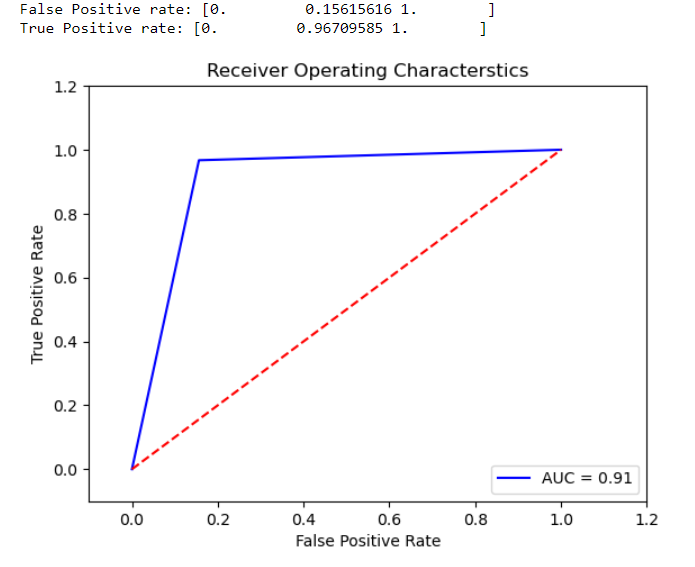 False Positive rate: [0.         0.15615616 1.        ]
True Positive rate: [0.         0.96709585 1.        ]
Receiver Operating Characterstics
1.2
1.0
0.8
0.6
0.4
0.2
0.0
True Positive Rate
AUC = 0.91
0.0 0.2 0.4 0.6 0.8 1.0 1.2
False Positive Rate